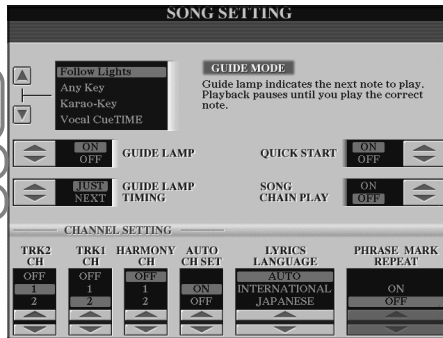 SONG SETTING
Follow Lights
Any Key
Karao-Key
Vocal CueTIME
GUIDE MODE
Guide lamp indicates the next note to play.
Playback pauses until you play the correct
note.
ON
OFF
GUIDE LAMP
QUICK START
ON
OFF
JUST
NEXT
GUIDE LAMP
TIMING
SONG
CHAIN PLAY
ON
OFF
CHANNEL SETTING
TRK2
CH
TRK1
CH
HARMONY
CH
AUTO
CH SET
LYRICS
LANGUAGE
PHRASE MARK
REPEAT
OFF
1
2
OFF
1
2
OFF
1
2
ON
OFF
AUTO
INTERNATIONAL
JAPANESE
ON
OFF